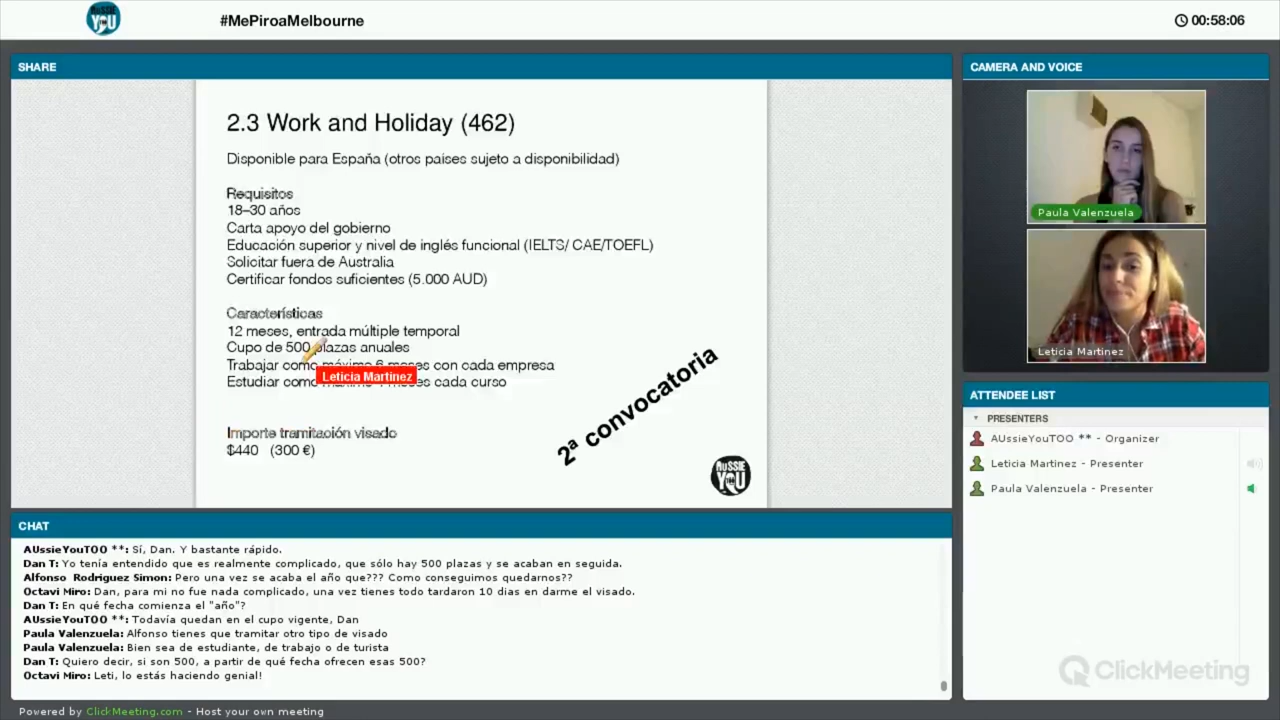 AUSSIE
YOU
TOO
#MePiroaMelbourne
00:58:06
SHARE
2.3 Work and Holiday (462)
Disponible para España (otros países sujeto a disponibilidad)
Requisitos
18–30 años
Carta apoyo del gobierno
Educación superior y nivel de inglés funcional (IELTS/ CAE/TOEFL)
Solicitar fuera de Australia
Certificar fondos suficientes (5.000 AUD)
Características
12 meses, entrada múltiple temporal
Cupo de 500 plazas anuales
Trabajar como máximo 6 meses con cada empresa
Leticia Martinez
Estudiar como máximo 4 meses cada curso
Importe tramitación visado
$440 (300 €)
2ª convocatoria
AUSSIE
YOU
TOO
CAMERA AND VOICE
Paula Valenzuela
Leticia Martinez
ATTENDEE LIST
PRESENTERS
AUssieYouTOO ** - Organizer
Leticia Martinez - Presenter
Paula Valenzuela - Presenter
CHAT
AUssieYouTOO **: Sí, Dan. Y bastante rápido.
Dan T: Yo tenía entendido que es realmente complicado, que sólo hay 500 plazas y se acaban en seguida.
Alfonso Rodriguez Simon: Pero una vez se acaba el año que??? Como conseguimos quedarnos??
Octavi Miro: Dan, para mi no fue nada complicado, una vez tienes todo tardaron 10 dias en darme el visado.
Dan T: En qué fecha comienza el "año"?
AUssieYouTOO **: Todavía quedan en el cupo vigente, Dan
Paula Valenzuela: Alfonso tienes que tramitar otro tipo de visado
Paula Valenzuela: Bien sea de estudiante, de trabajo o de turista
Dan T: Quiero decir, si son 500, a partir de qué fecha ofrecen esas 500?
Octavi Miro: Leti, lo estás haciendo genial!
ClickMeeting
Powered by ClickMeeting.com - Host your own meeting